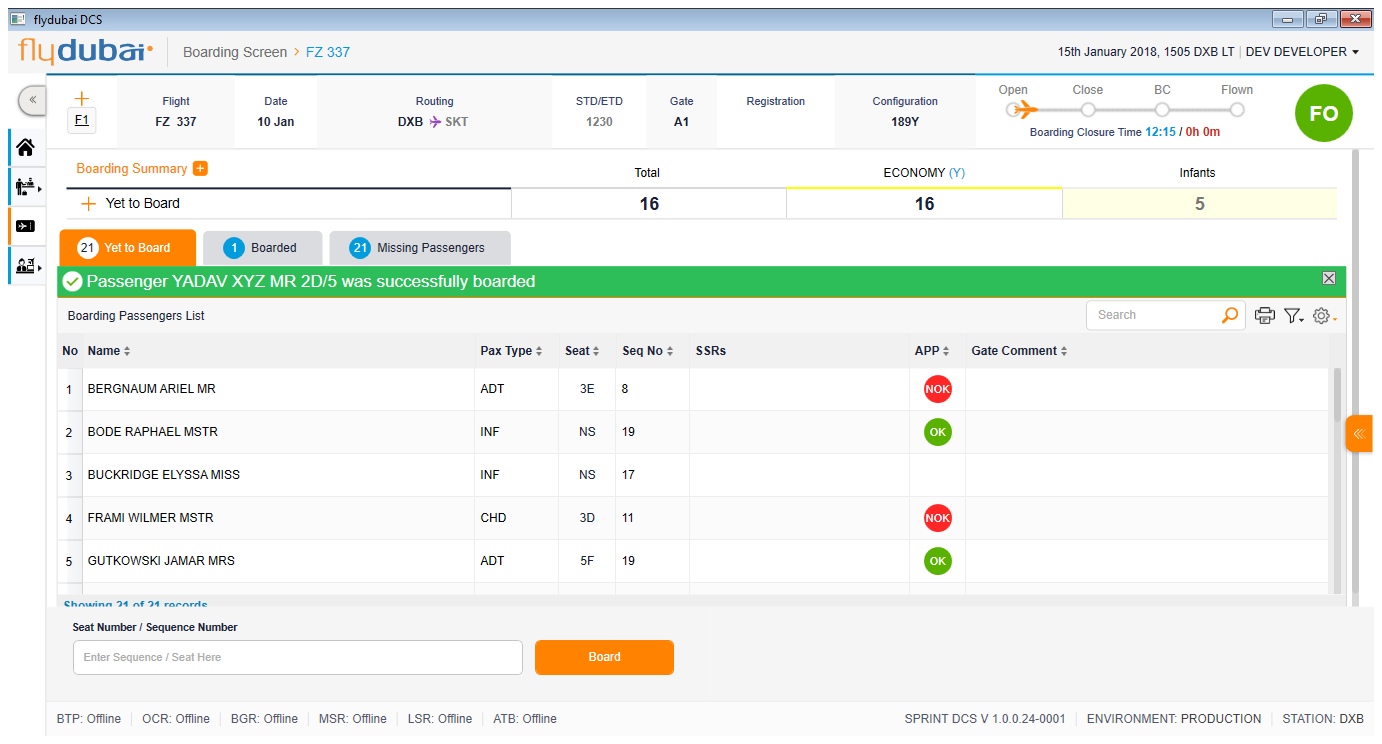 flydubai DCS
flydubai Boarding Screen > FZ 337 15th January 2018, 1505 DXB LT | DEV DEVELOPER
F1
Flight Date Routing STD/ETD Gate Registration Configuration
FZ 337 10 Jan DXB SKT 1230 A1 189Y
Open Close BC Flown
Boarding Closure Time 12:15 / 0h 0m
FO
Boarding Summary + Total ECONOMY (Y) Infants
+ Yet to Board 16 16 5
21 Yet to Board 1 Boarded 21 Missing Passengers
Passenger YADAV XYZ MR 2D/5 was successfully boarded
Boarding Passengers List Search
No Name Pax Type Seat Seq No SSRs APP Gate Comment
1 BERGNAUM ARIEL MR ADT 3E 8 NOK
2 BODE RAPHAEL MSTR INF NS 19 OK
3 BUCKRIDGE ELYSSA MISS INF NS 17
4 FRAMI WILMER MSTR CHD 3D 11 NOK
5 GUTKOWSKI JAMAR MRS ADT 5F 19 OK
Showing 21 of 21 records
Seat Number / Sequence Number
Enter Sequence / Seat Here Board
BTP: Offline OCR: Offline BGR: Offline MSR: Offline LSR: Offline ATB: Offline SPRINT DCS V 1.0.0.24-0001 ENVIRONMENT: PRODUCTION STATION: DXB